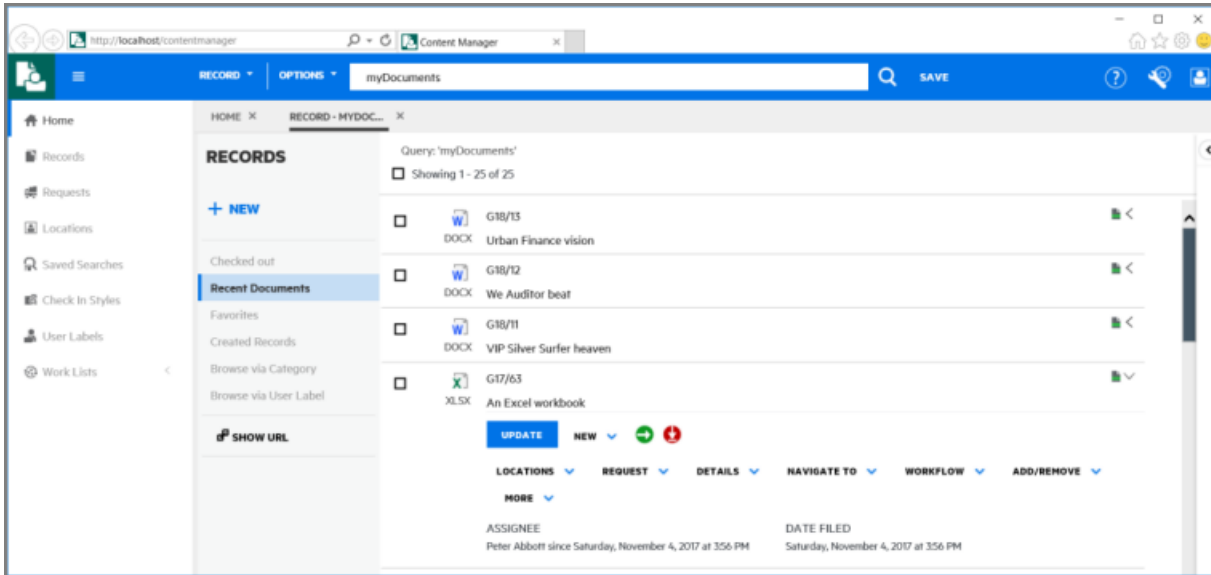 http://localhost/contentmanager
Content Manager
RECORD
OPTIONS
myDocuments
SAVE
Home
Records
Requests
Locations
Saved Searches
Check In Styles
User Labels
Work Lists
HOME
RECORD - MYDOC...
RECORDS
+ NEW
Checked out
Recent Documents
Favorites
Created Records
Browse via Category
Browse via User Label
SHOW URL
Query: 'myDocuments'
Showing 1 - 25 of 25
G18/13
DOCX Urban Finance vision
G18/12
DOCX We Auditor beat
G18/11
DOCX VIP Silver Surfer heaven
G17/63
XLSX An Excel workbook
UPDATE NEW
LOCATIONS REQUEST DETAILS NAVIGATE TO WORKFLOW ADD/REMOVE
MORE
ASSIGNEE DATE FILED
Peter Abbott since Saturday, November 4, 2017 at 3:56 PM Saturday, November 4, 2017 at 3:56 PM